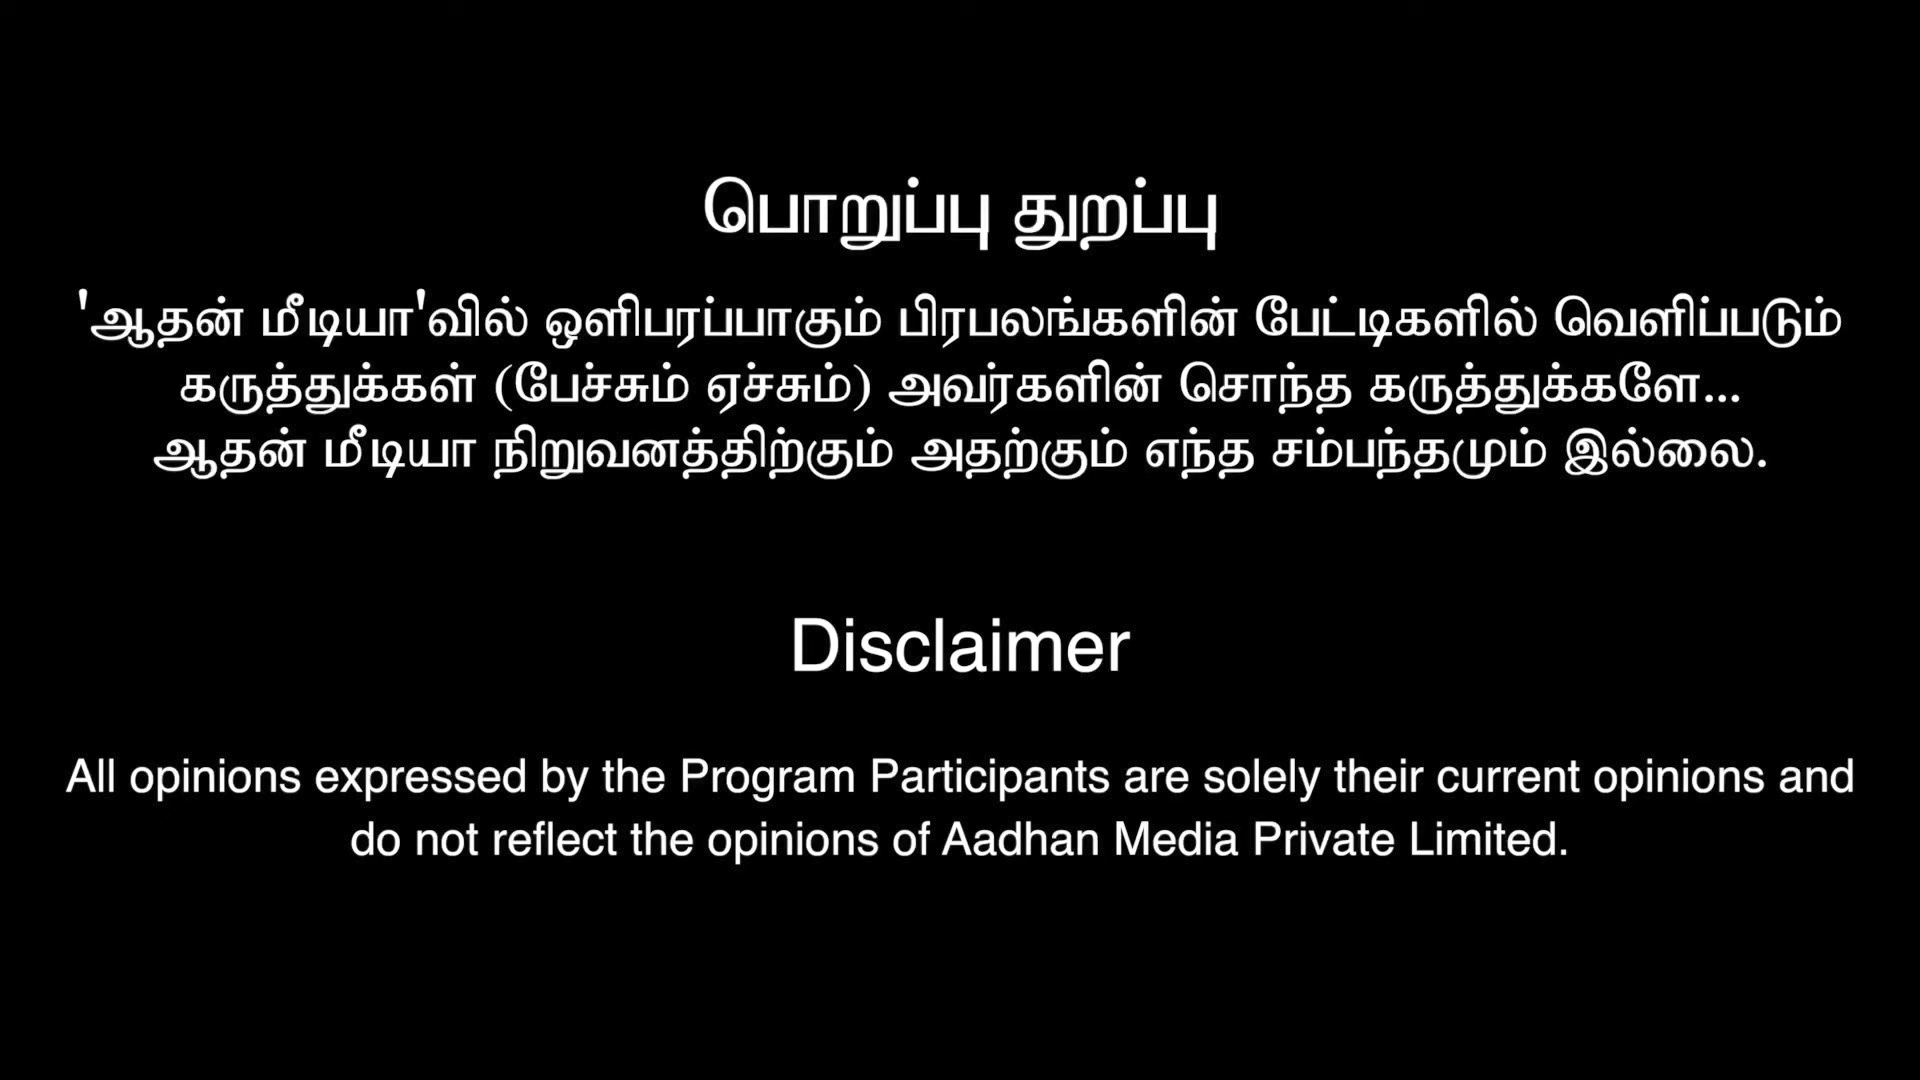 பொறுப்பு துறப்பு
'ஆதன் மீடியா'வில் ஒளிபரப்பாகும் பிரபலங்களின் பேட்டிகளில் வெளிப்படும்
கருத்துக்கள் (பேச்சும் ஏச்சும்) அவர்களின் சொந்த கருத்துக்களே...
ஆதன் மீடியா நிறுவனத்திற்கும் அதற்கும் எந்த சம்பந்தமும் இல்லை.
Disclaimer
All opinions expressed by the Program Participants are solely their current opinions and
do not reflect the opinions of Aadhan Media Private Limited.